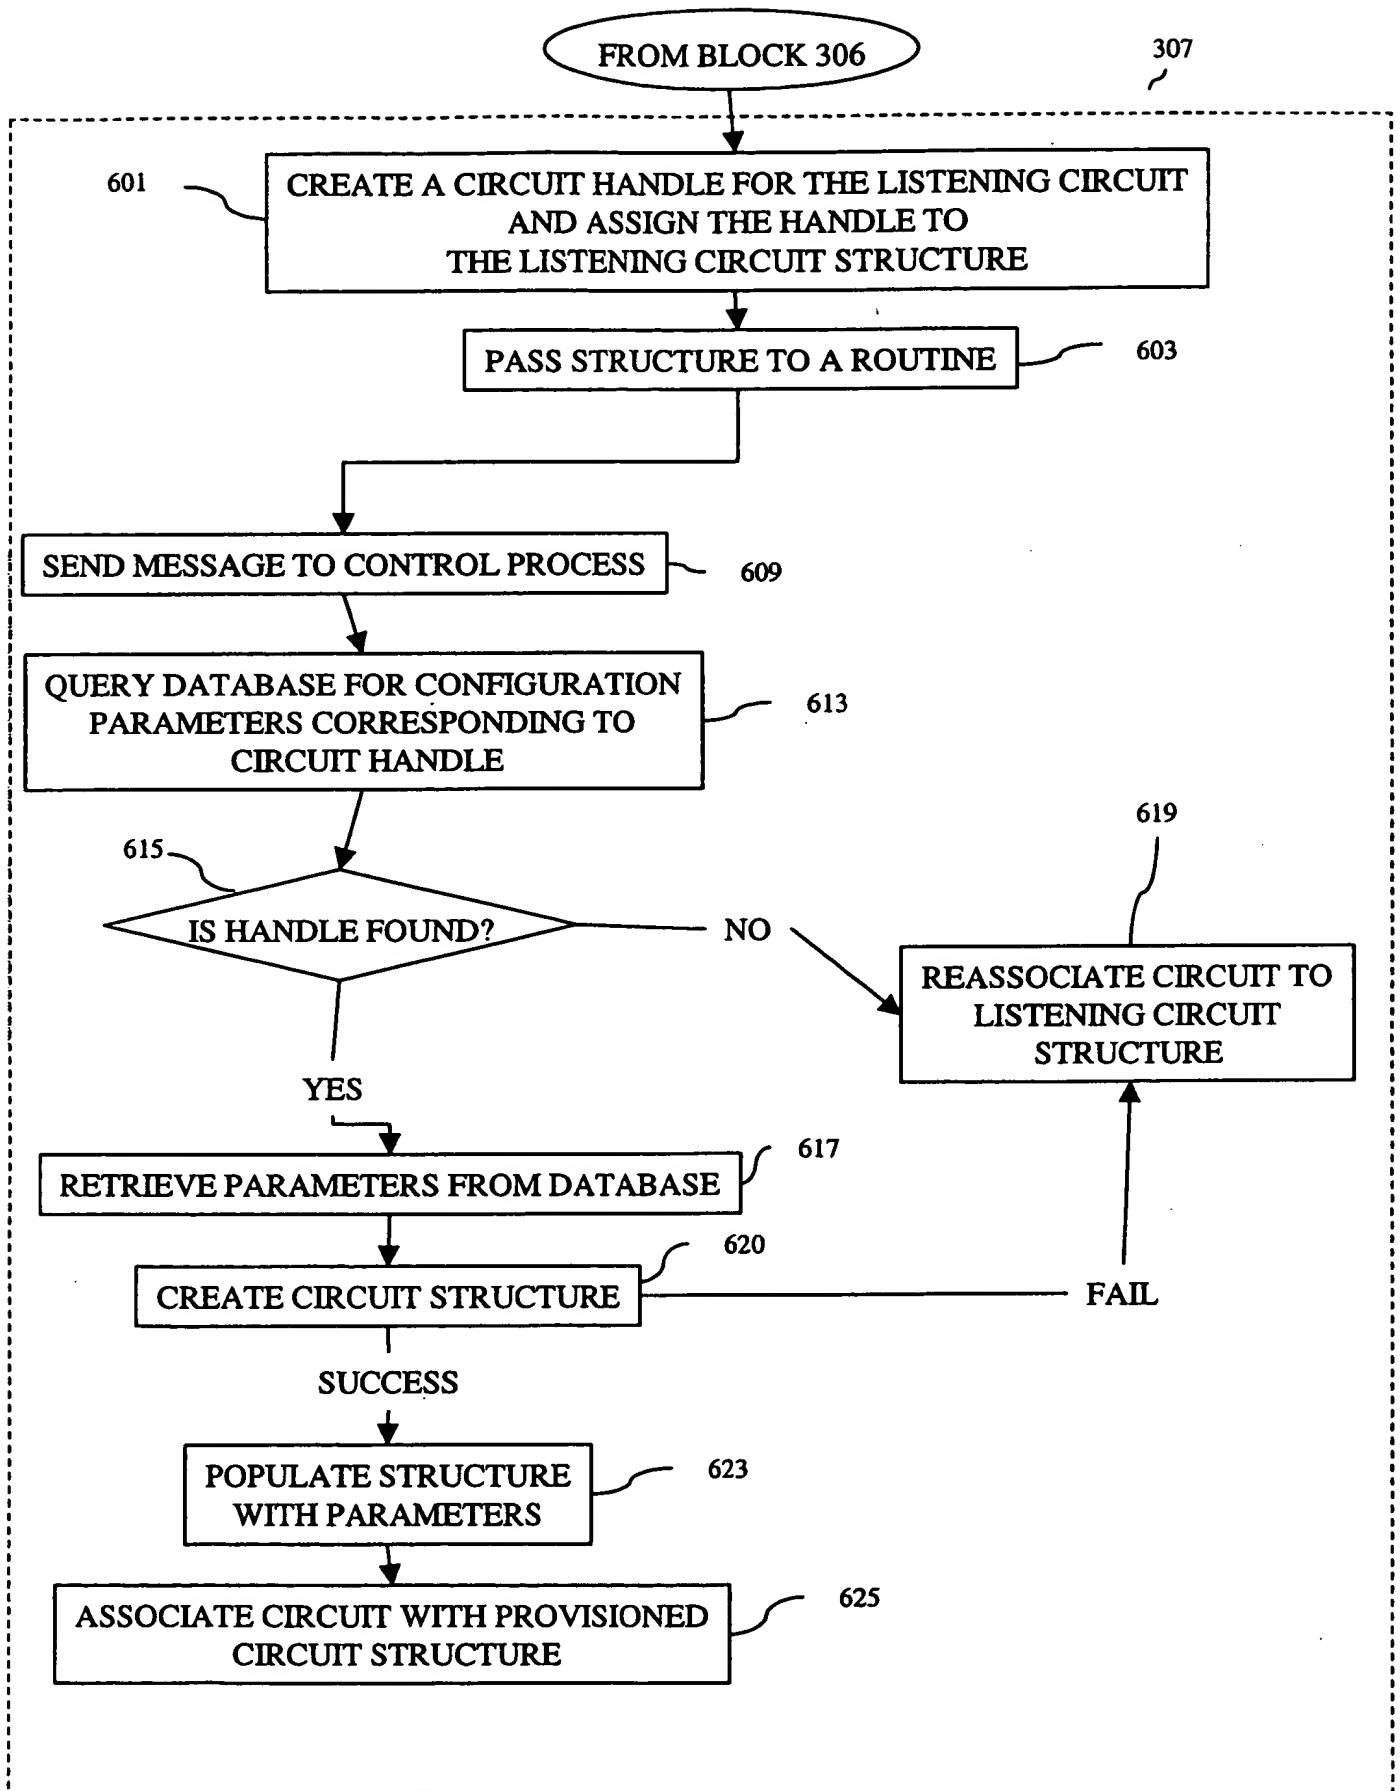 FROM BLOCK 306
307
601
CREATE A CIRCUIT HANDLE FOR THE LISTENING CIRCUIT
AND ASSIGN THE HANDLE TO
THE LISTENING CIRCUIT STRUCTURE
PASS STRUCTURE TO A ROUTINE
603
SEND MESSAGE TO CONTROL PROCESS
609
QUERY DATABASE FOR CONFIGURATION
PARAMETERS CORRESPONDING TO
CIRCUIT HANDLE
613
615
IS HANDLE FOUND?
NO
619
REASSOCIATE CIRCUIT TO
LISTENING CIRCUIT
STRUCTURE
YES
RETRIEVE PARAMETERS FROM DATABASE
617
CREATE CIRCUIT STRUCTURE
620
FAIL
SUCCESS
POPULATE STRUCTURE
WITH PARAMETERS
623
ASSOCIATE CIRCUIT WITH PROVISIONED
CIRCUIT STRUCTURE
625